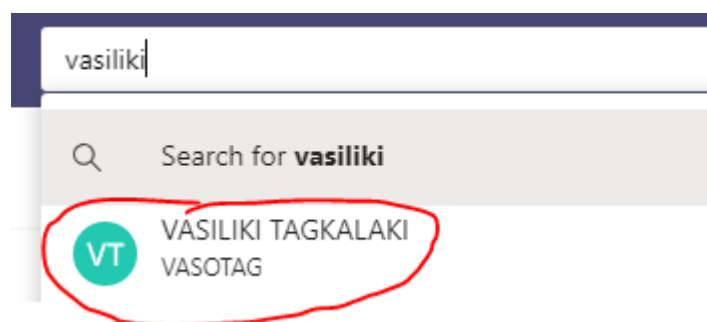 vasiliki
Search for vasiliki
VT
VASILIKI TAGKALAKI
VASOTAG